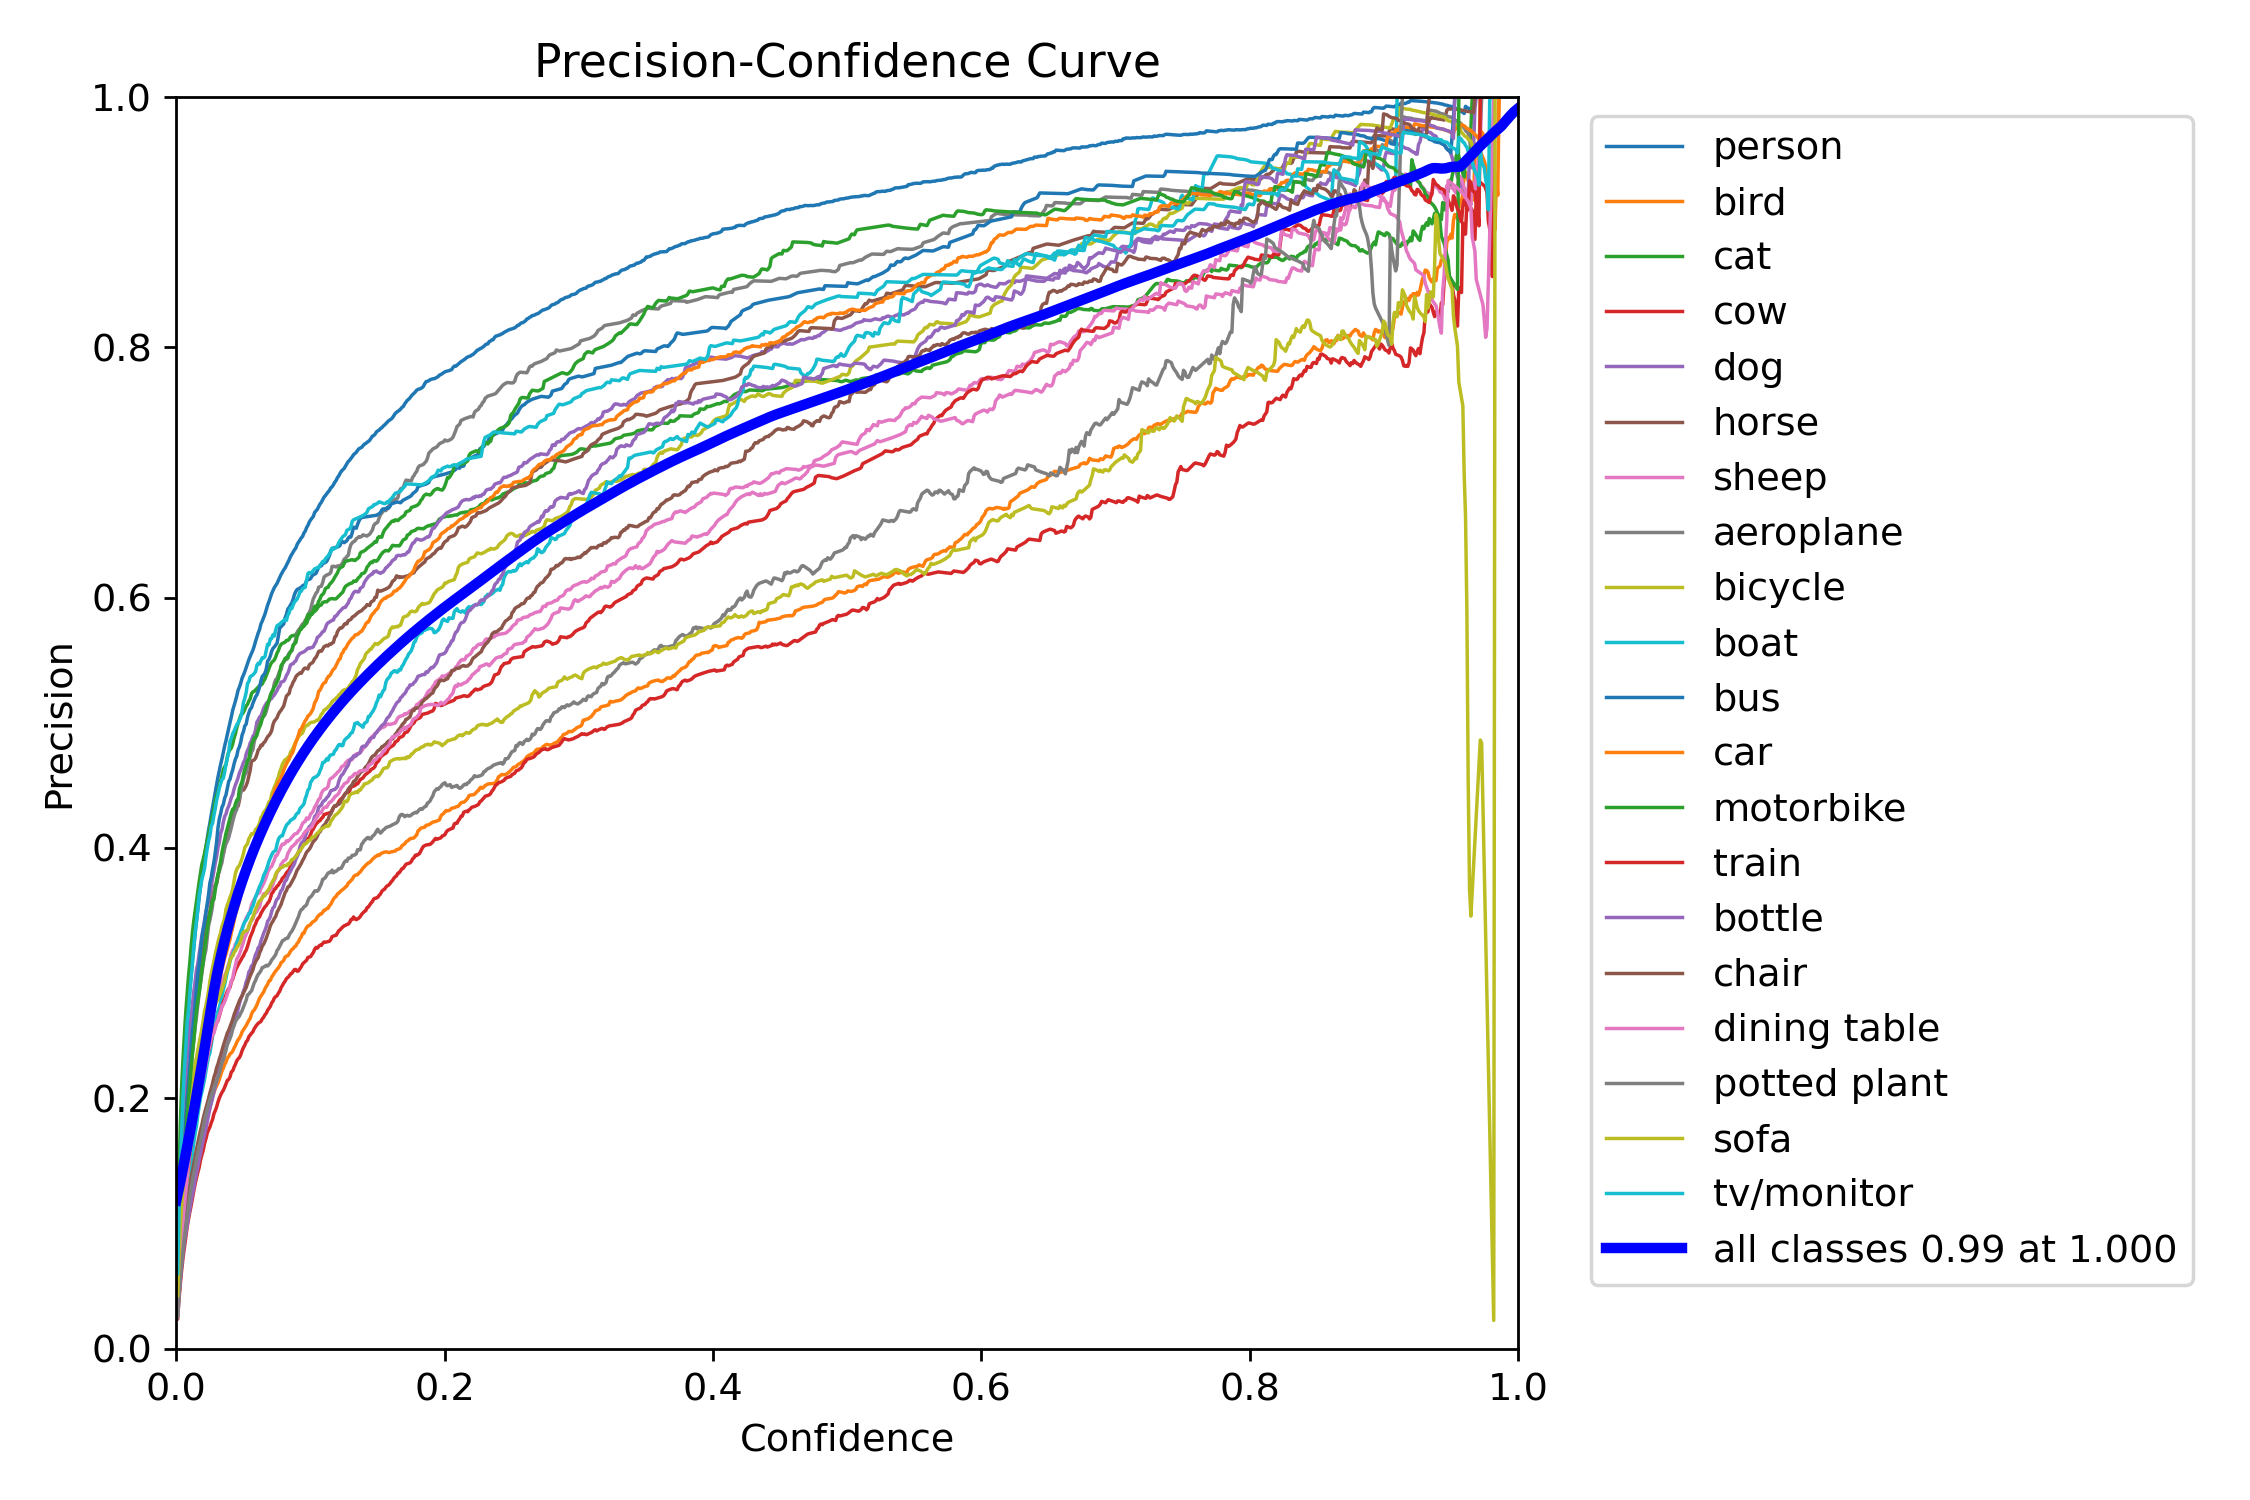 Precision-Confidence Curve
1.0
0.8
0.6
0.4
0.2
0.0
Precision
0.0 0.2 0.4 0.6 0.8 1.0
Confidence
person
bird
cat
cow
dog
horse
sheep
aeroplane
bicycle
boat
bus
car
motorbike
train
bottle
chair
dining table
potted plant
sofa
tv/monitor
all classes 0.99 at 1.000